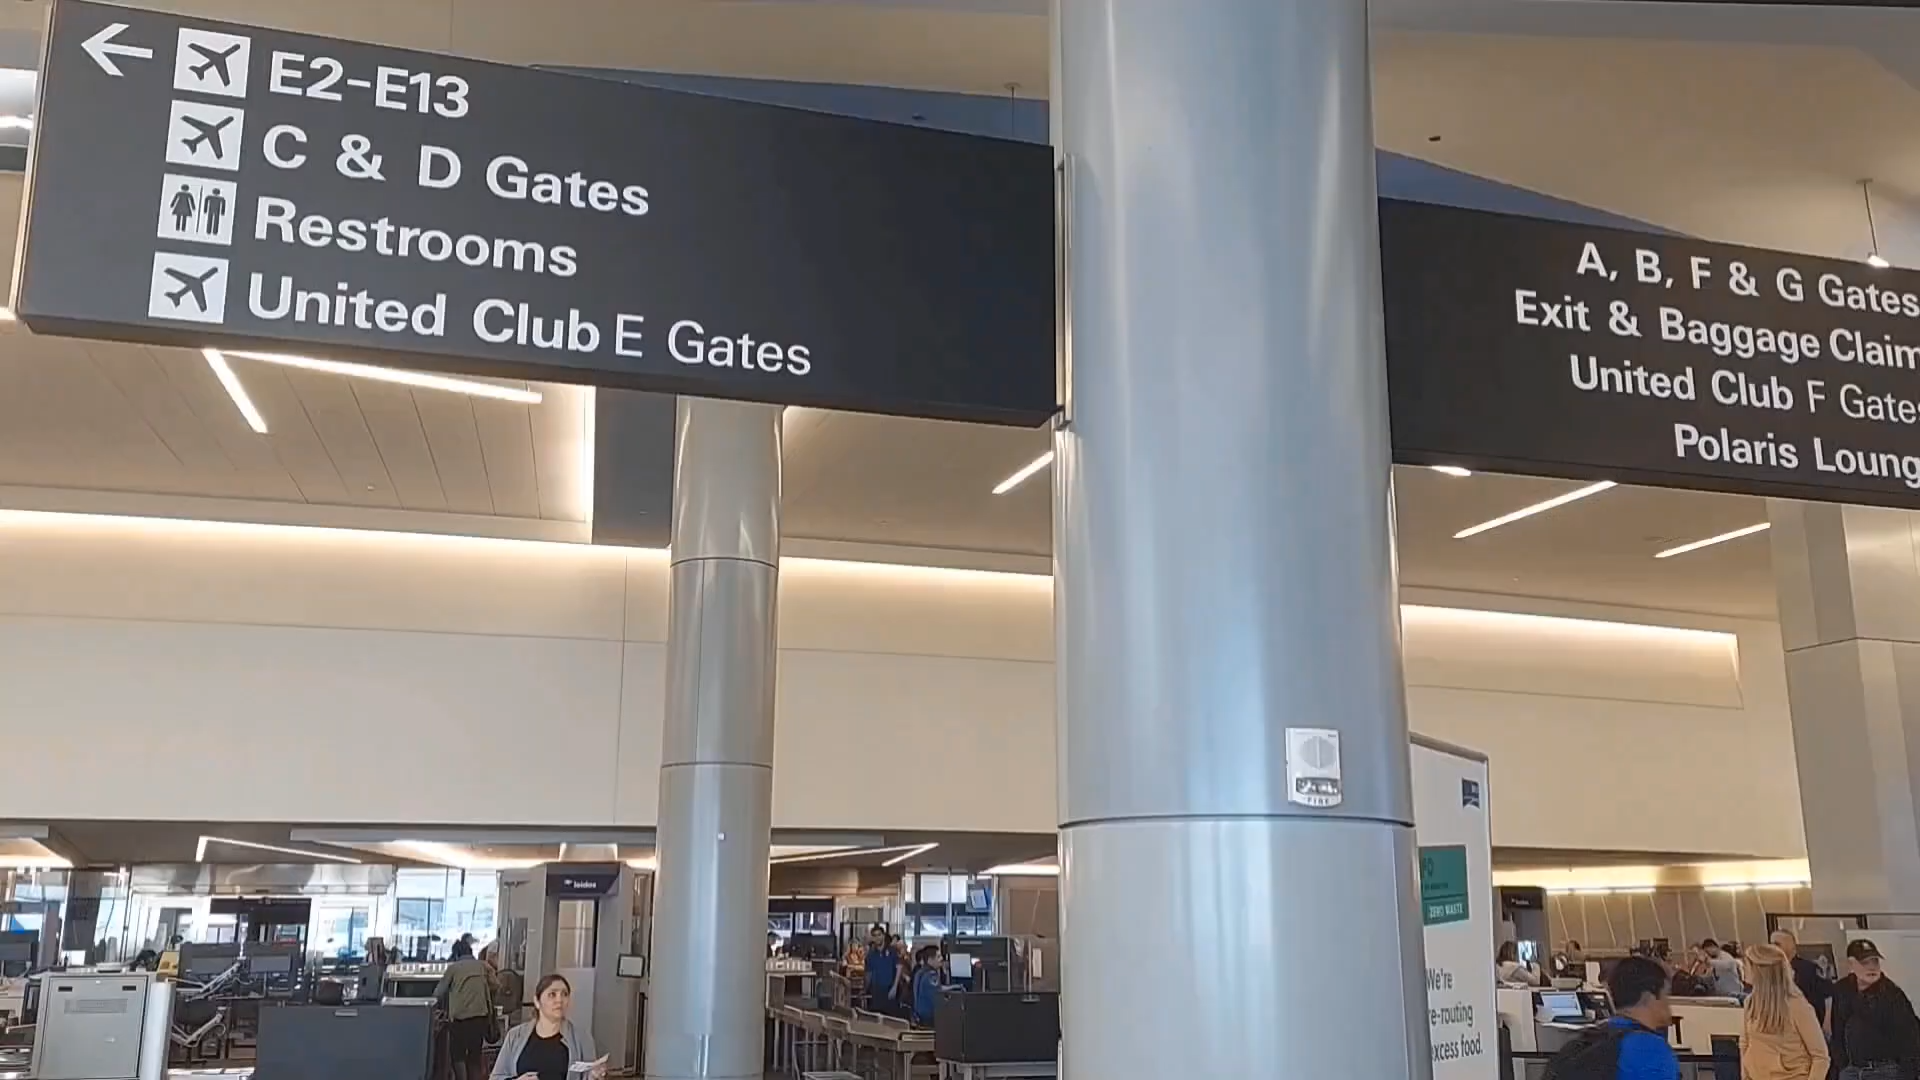 E2-E13
C & D Gates
Restrooms
United Club E Gates
A, B, F & G Gates
Exit & Baggage Claim
United Club F Gates
Polaris Loung
FIRE
leidos
ZERO WASTE
We're
re-routing
excess food.